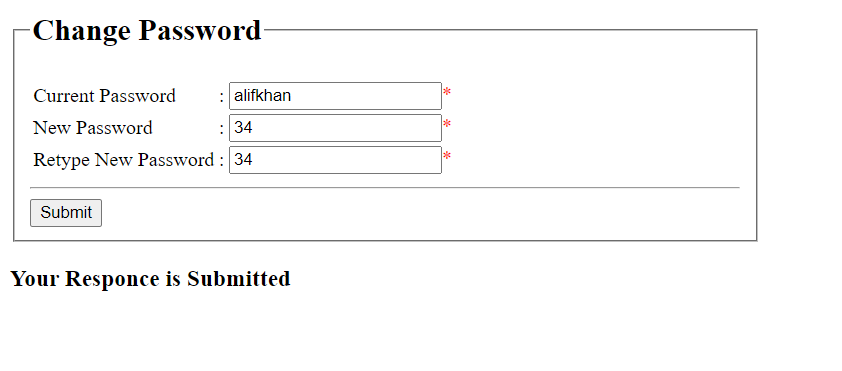 Change Password
Current Password : alifkhan*
New Password : 34*
Retype New Password : 34*
Submit
Your Responce is Submitted